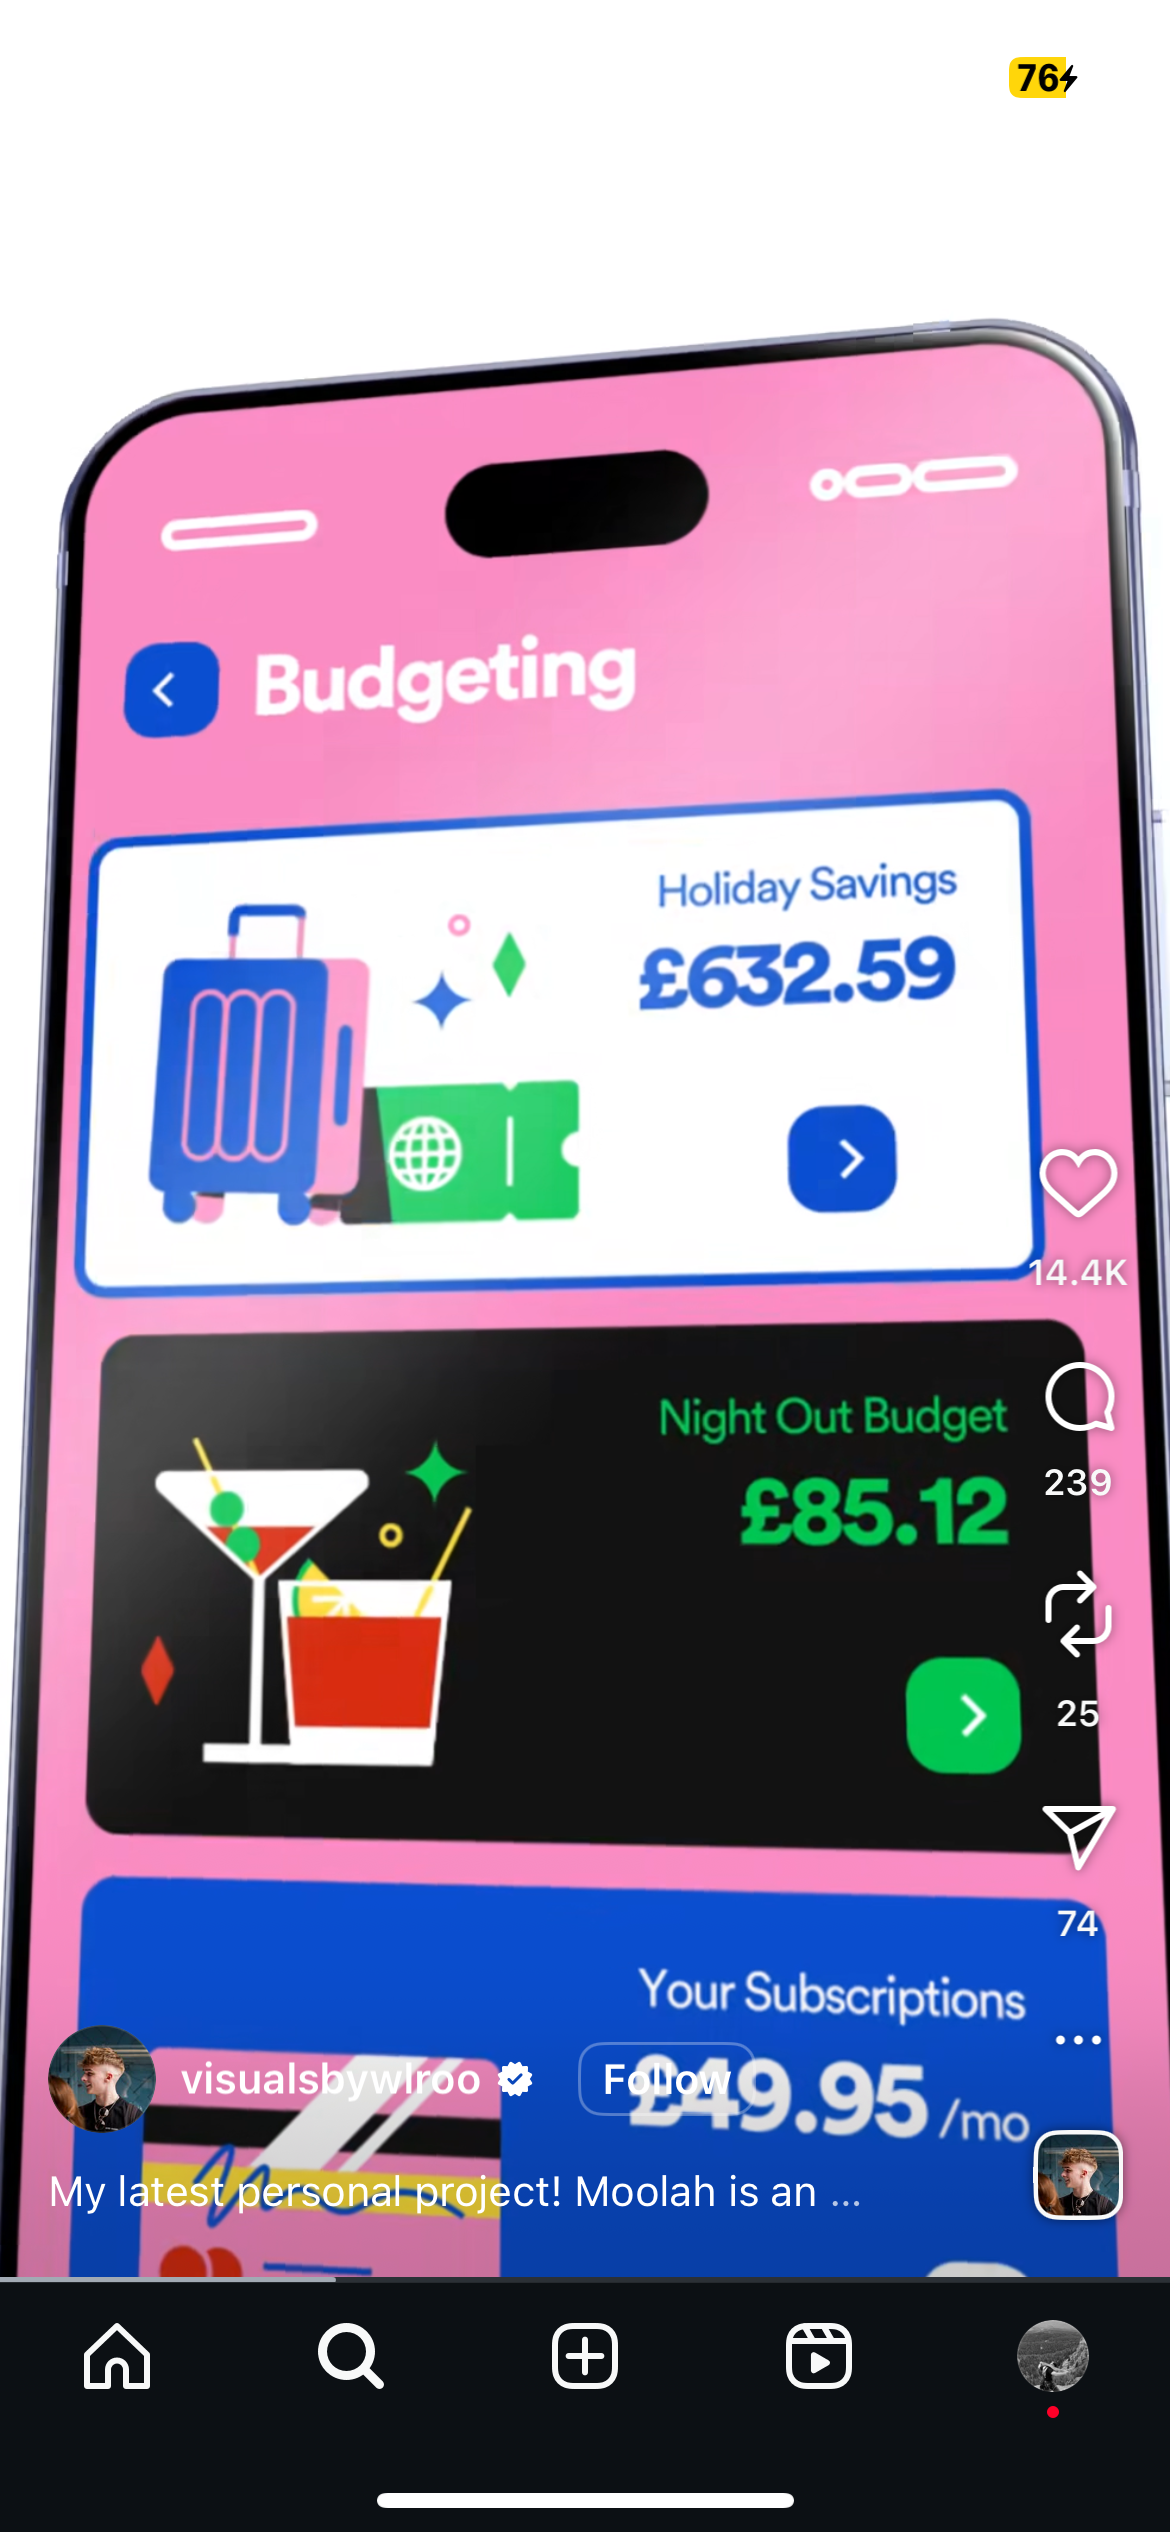 76
Budgeting
Holiday Savings
£632.59
14.4K
Night Out Budget
£85.12
239
25
74
Your Subscriptions
£49.95 /mo
visualsbywlroo
Follow
My latest personal project! Moolah is an ...